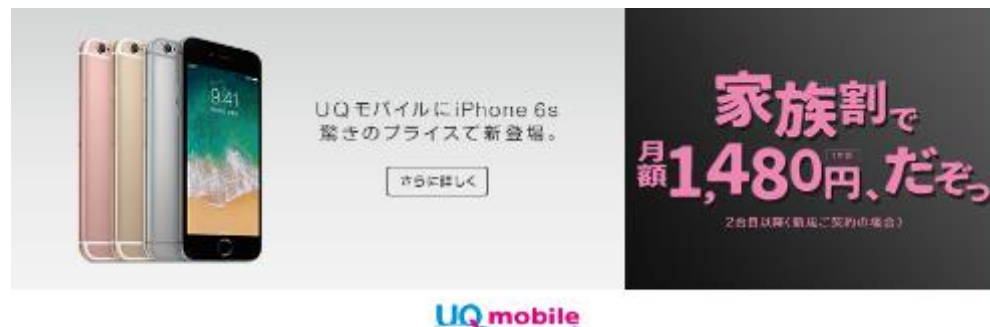 9:41
UQモバイルにiPhone 6s
驚きのプライスで新登場。
さらに詳しく
家族割で
月額1,480円、だぞっ
2台目以降(新規ご契約の場合)
UQ mobile